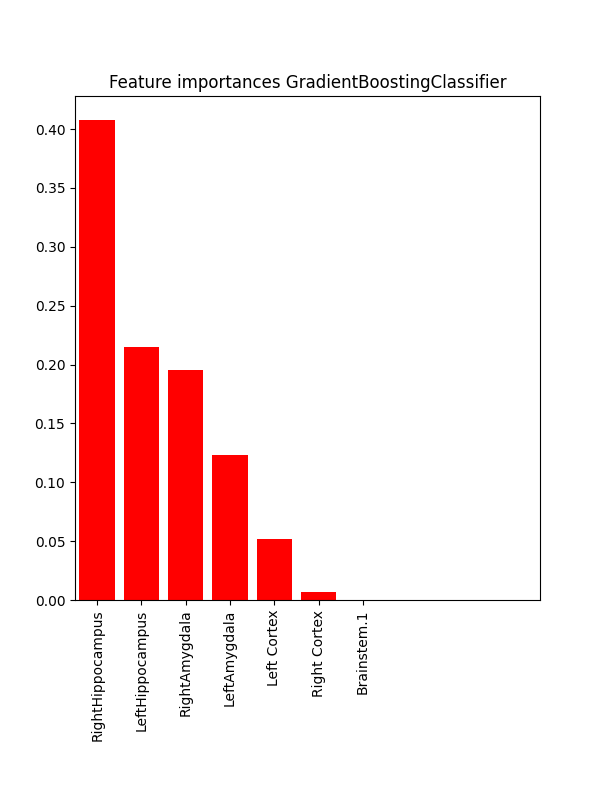 Feature importances GradientBoostingClassifier
0.40
0.35
0.30
0.25
0.20
0.15
0.10
0.05
0.00
RightHippocampus
LeftHippocampus
RightAmygdala
LeftAmygdala
Left Cortex
Right Cortex
Brainstem.1